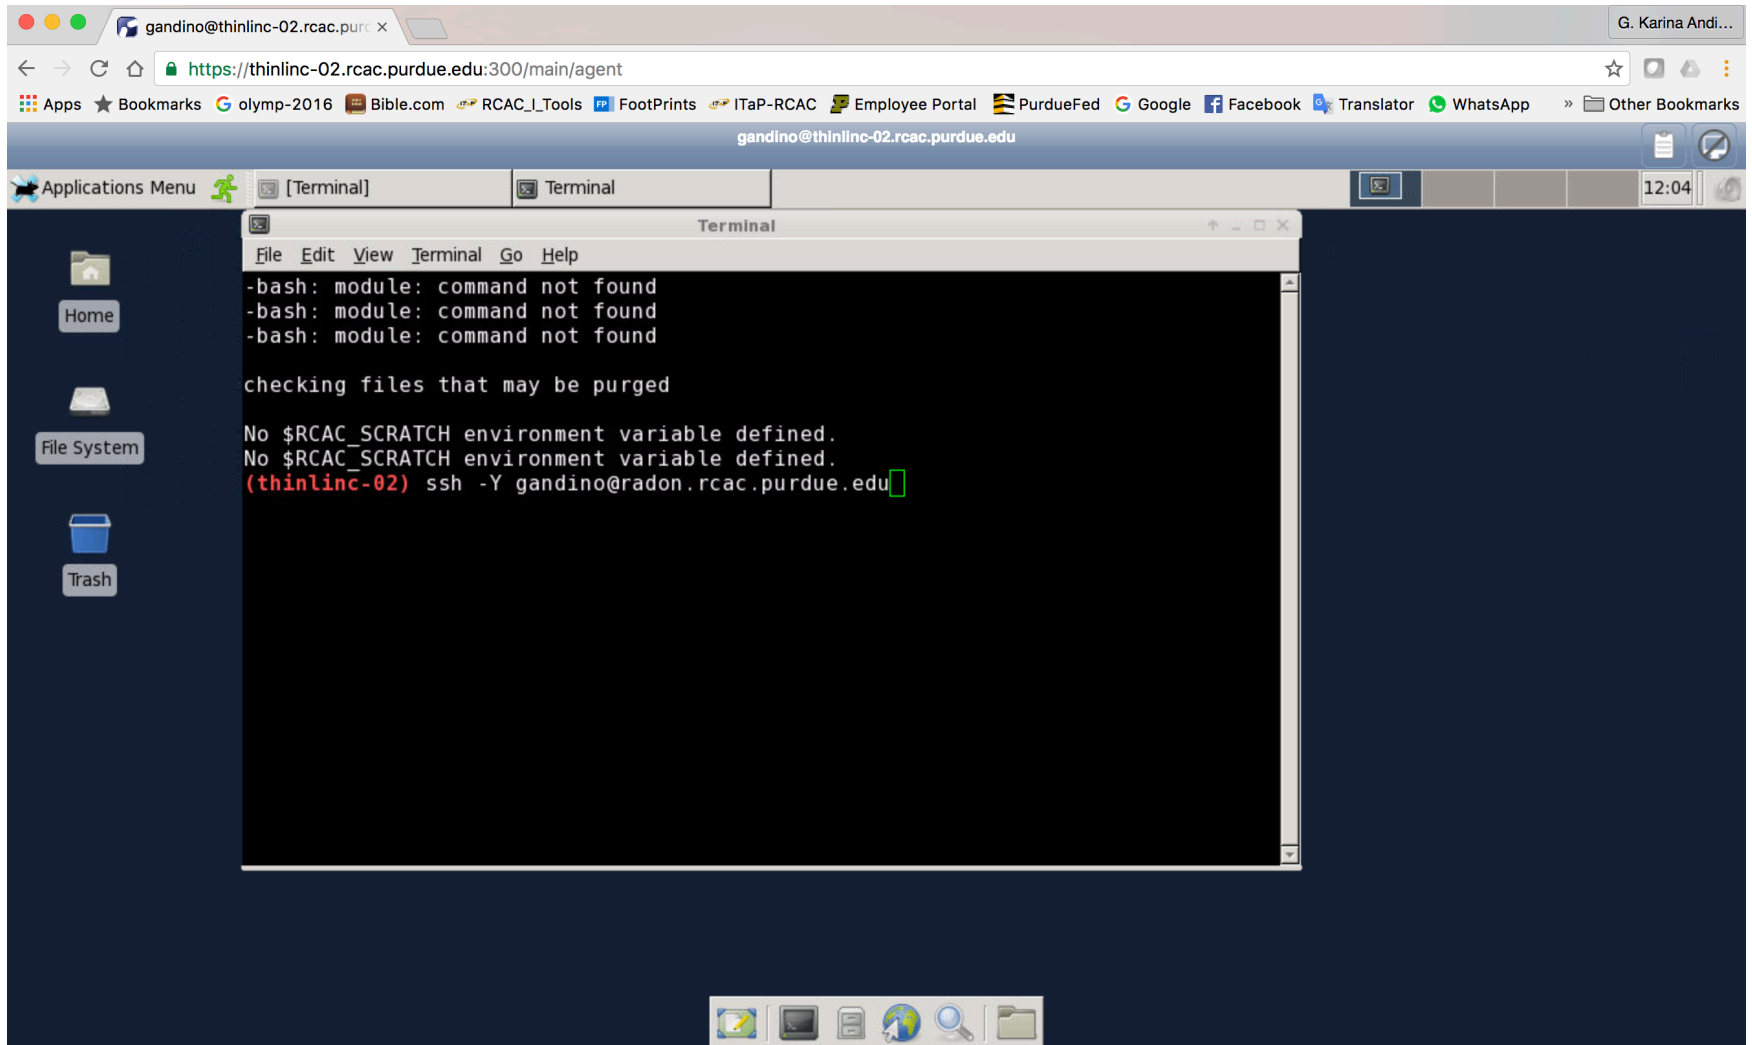 gandino@thinlinc-02.rcac.purd
G. Karina Andi...
https://thinlinc-02.rcac.purdue.edu:300/main/agent
Apps Bookmarks olymp-2016 Bible.com RCAC_I_Tools FootPrints ITaP-RCAC Employee Portal PurdueFed Google Facebook Translator WhatsApp » Other Bookmarks
gandino@thinlinc-02.rcac.purdue.edu
Applications Menu [Terminal] Terminal 12:04
Terminal
File Edit View Terminal Go Help
-bash: module: command not found
-bash: module: command not found
-bash: module: command not found
checking files that may be purged
No $RCAC_SCRATCH environment variable defined.
No $RCAC_SCRATCH environment variable defined.
(thinlinc-02) ssh -Y gandino@radon.rcac.purdue.edu
Home
File System
Trash